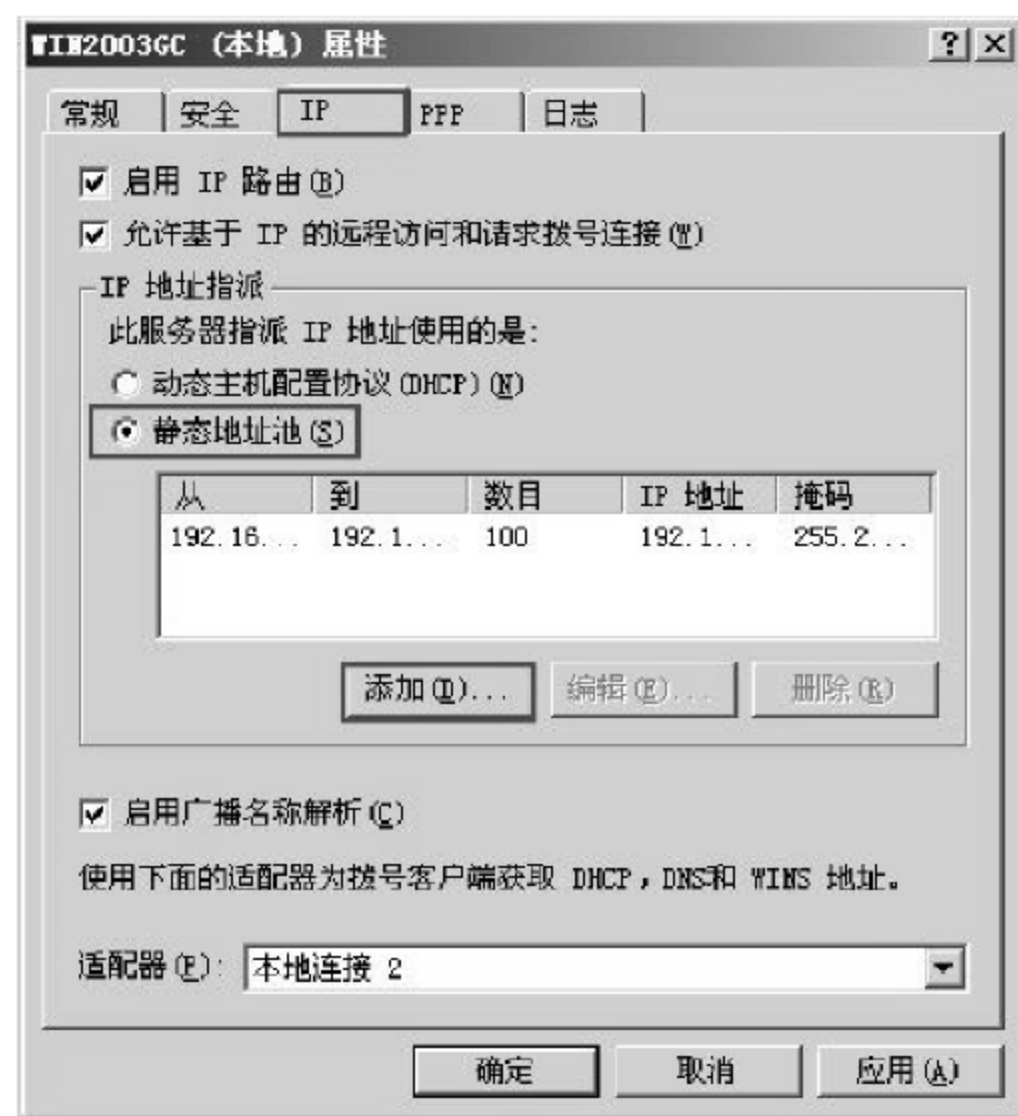 WIN2003GC (本地) 属性
常规 安全 IP PPP 日志
启用 IP 路由(B)
允许基于 IP 的远程访问和请求拨号连接(W)
IP 地址指派
此服务器指派 IP 地址使用的是:
动态主机配置协议(DHCP)(N)
静态地址池(S)
从 到 数目 IP 地址 掩码
192.16... 192.1... 100 192.1... 255.2...
添加(D)... 编辑(E)... 删除(R)
启用广播名称解析(C)
使用下面的适配器为拨号客户端获取 DHCP，DNS和 WINS 地址。
适配器(P): 本地连接 2
确定 取消 应用(A)